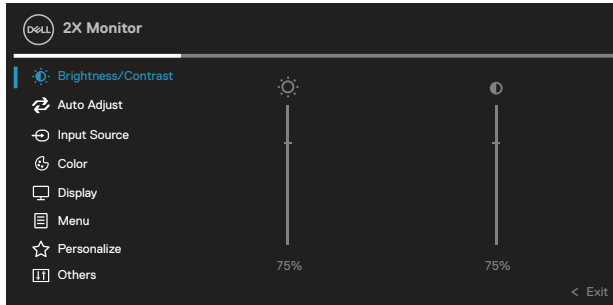 DELL 2X Monitor
Brightness/Contrast
Auto Adjust
Input Source
Color
Display
Menu
Personalize
Others
75% 75%
< Exit